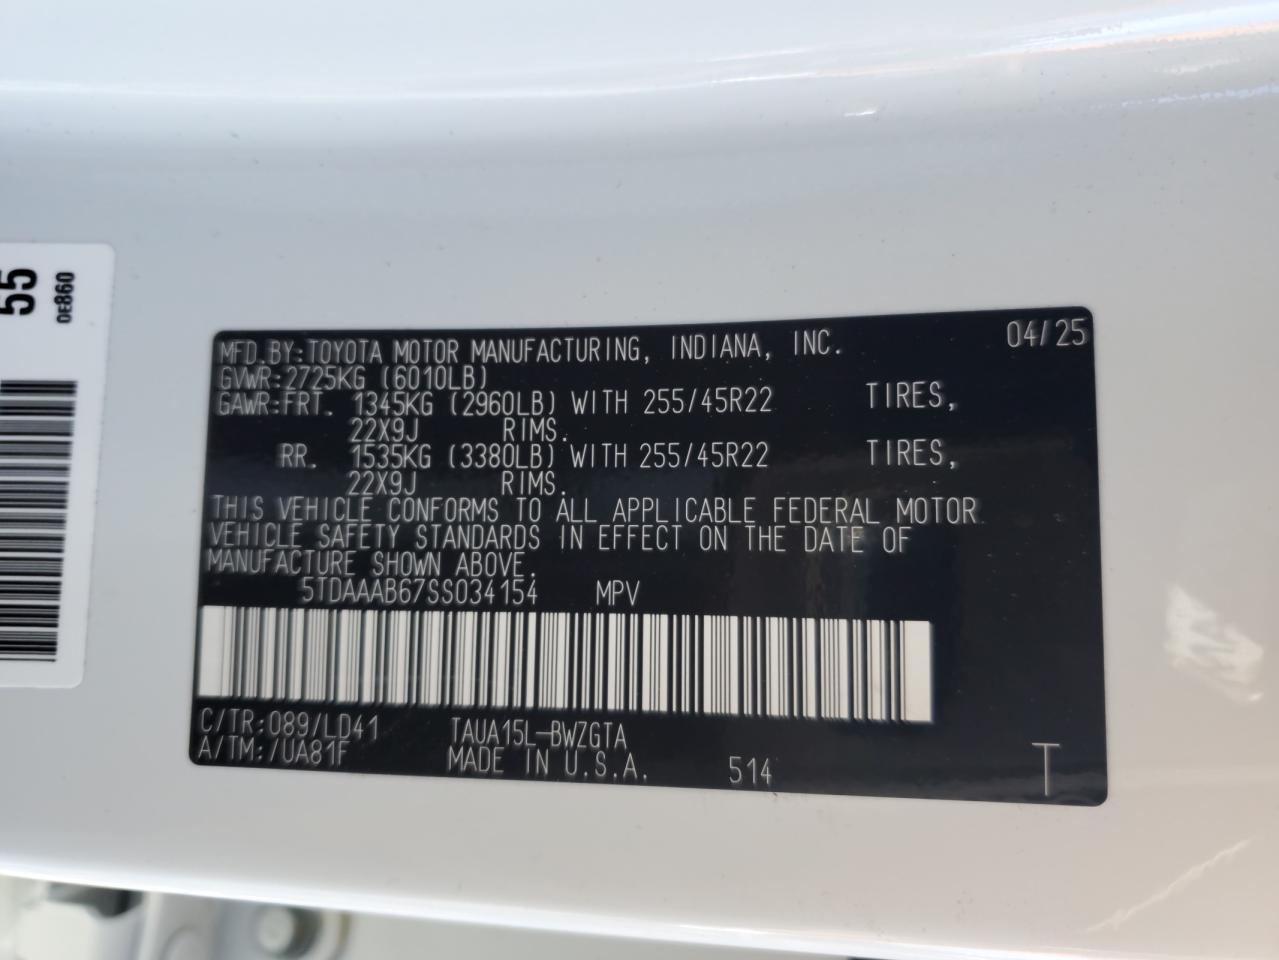 55
0E860
MFD.BY:TOYOTA MOTOR MANUFACTURING, INDIANA, INC. 04/25
GVWR:2725KG (6010LB)
GAWR:FRT. 1345KG (2960LB) WITH 255/45R22 TIRES,
22X9J RIMS.
RR. 1535KG (3380LB) WITH 255/45R22 TIRES,
22X9J RIMS.
THIS VEHICLE CONFORMS TO ALL APPLICABLE FEDERAL MOTOR
VEHICLE SAFETY STANDARDS IN EFFECT ON THE DATE OF
MANUFACTURE SHOWN ABOVE.
5TDAAAB67SS034154 MPV
C/TR:089/LD41 TAUA15L-BWZGTA
A/TM:/UA81F MADE IN U.S.A. 514 T